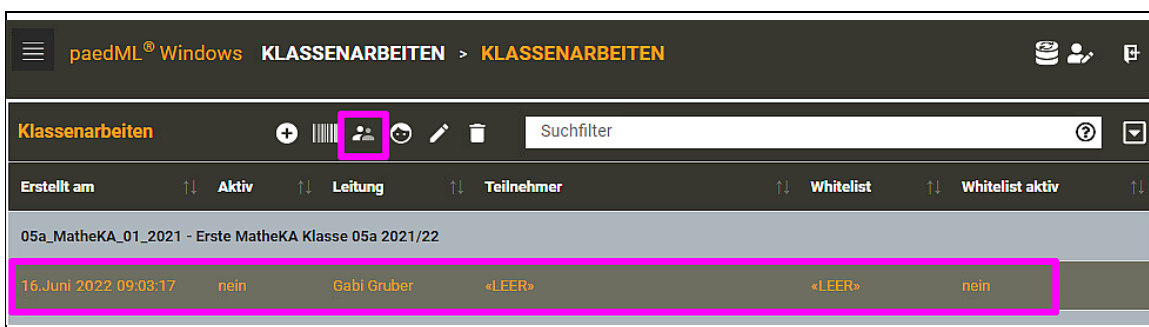 paedML® Windows KLASSENARBEITEN > KLASSENARBEITEN
Klassenarbeiten Suchfilter
Erstellt am Aktiv Leitung Teilnehmer Whitelist Whitelist aktiv
05a_MatheKA_01_2021 - Erste MatheKA Klasse 05a 2021/22
16.Juni 2022 09:03:17 nein Gabi Gruber «LEER» «LEER» nein